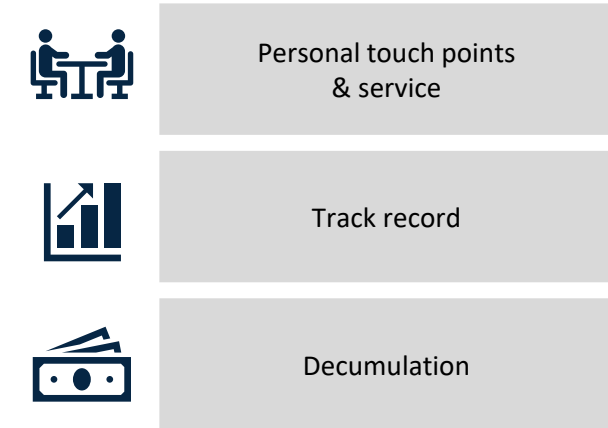 Personal touch points
& service
Track record
Decumulation